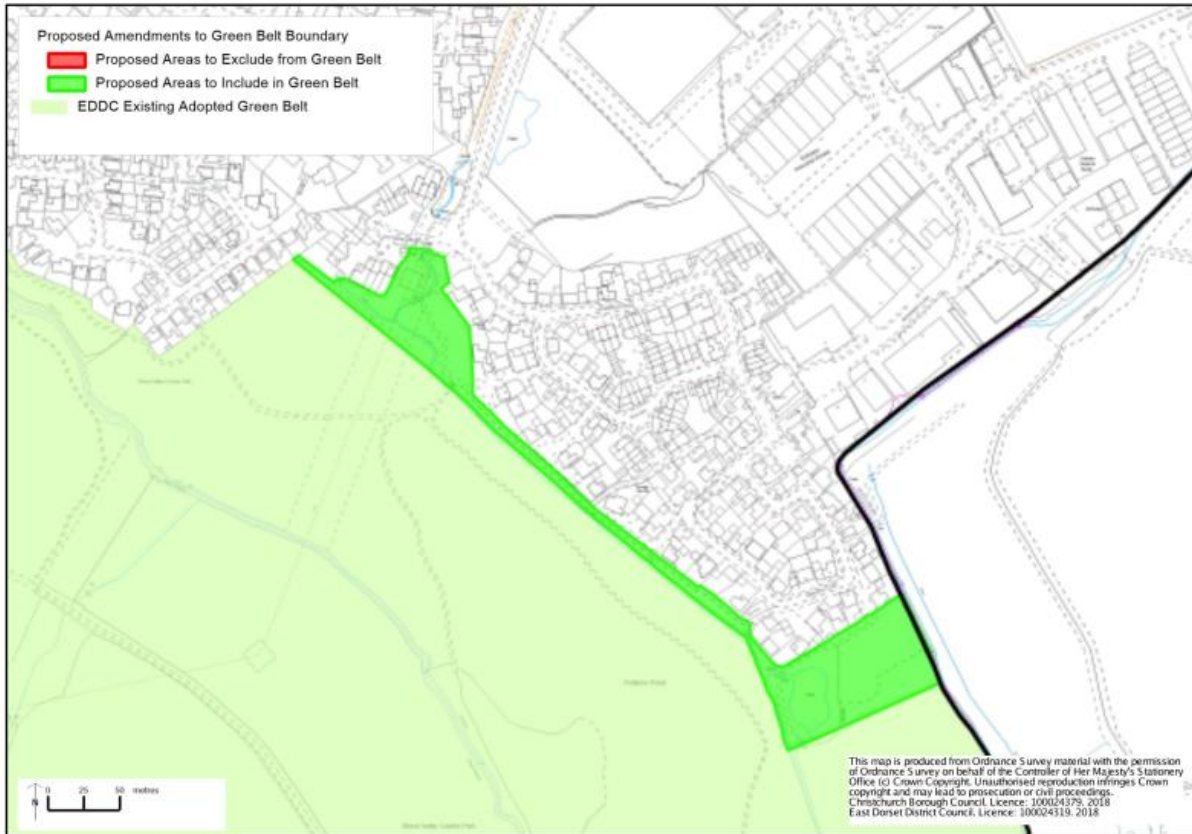 Proposed Amendments to Green Belt Boundary
Proposed Areas to Exclude from Green Belt
Proposed Areas to Include in Green Belt
EDDC Existing Adopted Green Belt
N
0 25 50 metres
This map is produced from Ordnance Survey material with the permission
of Ordnance Survey on behalf of the Controller of Her Majesty's Stationery
Office (c) Crown Copyright. Unauthorised reproduction infringes Crown
copyright and may lead to prosecution or civil proceedings.
Christchurch Borough Council. Licence: 100024379. 2018
East Dorset District Council. Licence: 100024319. 2018